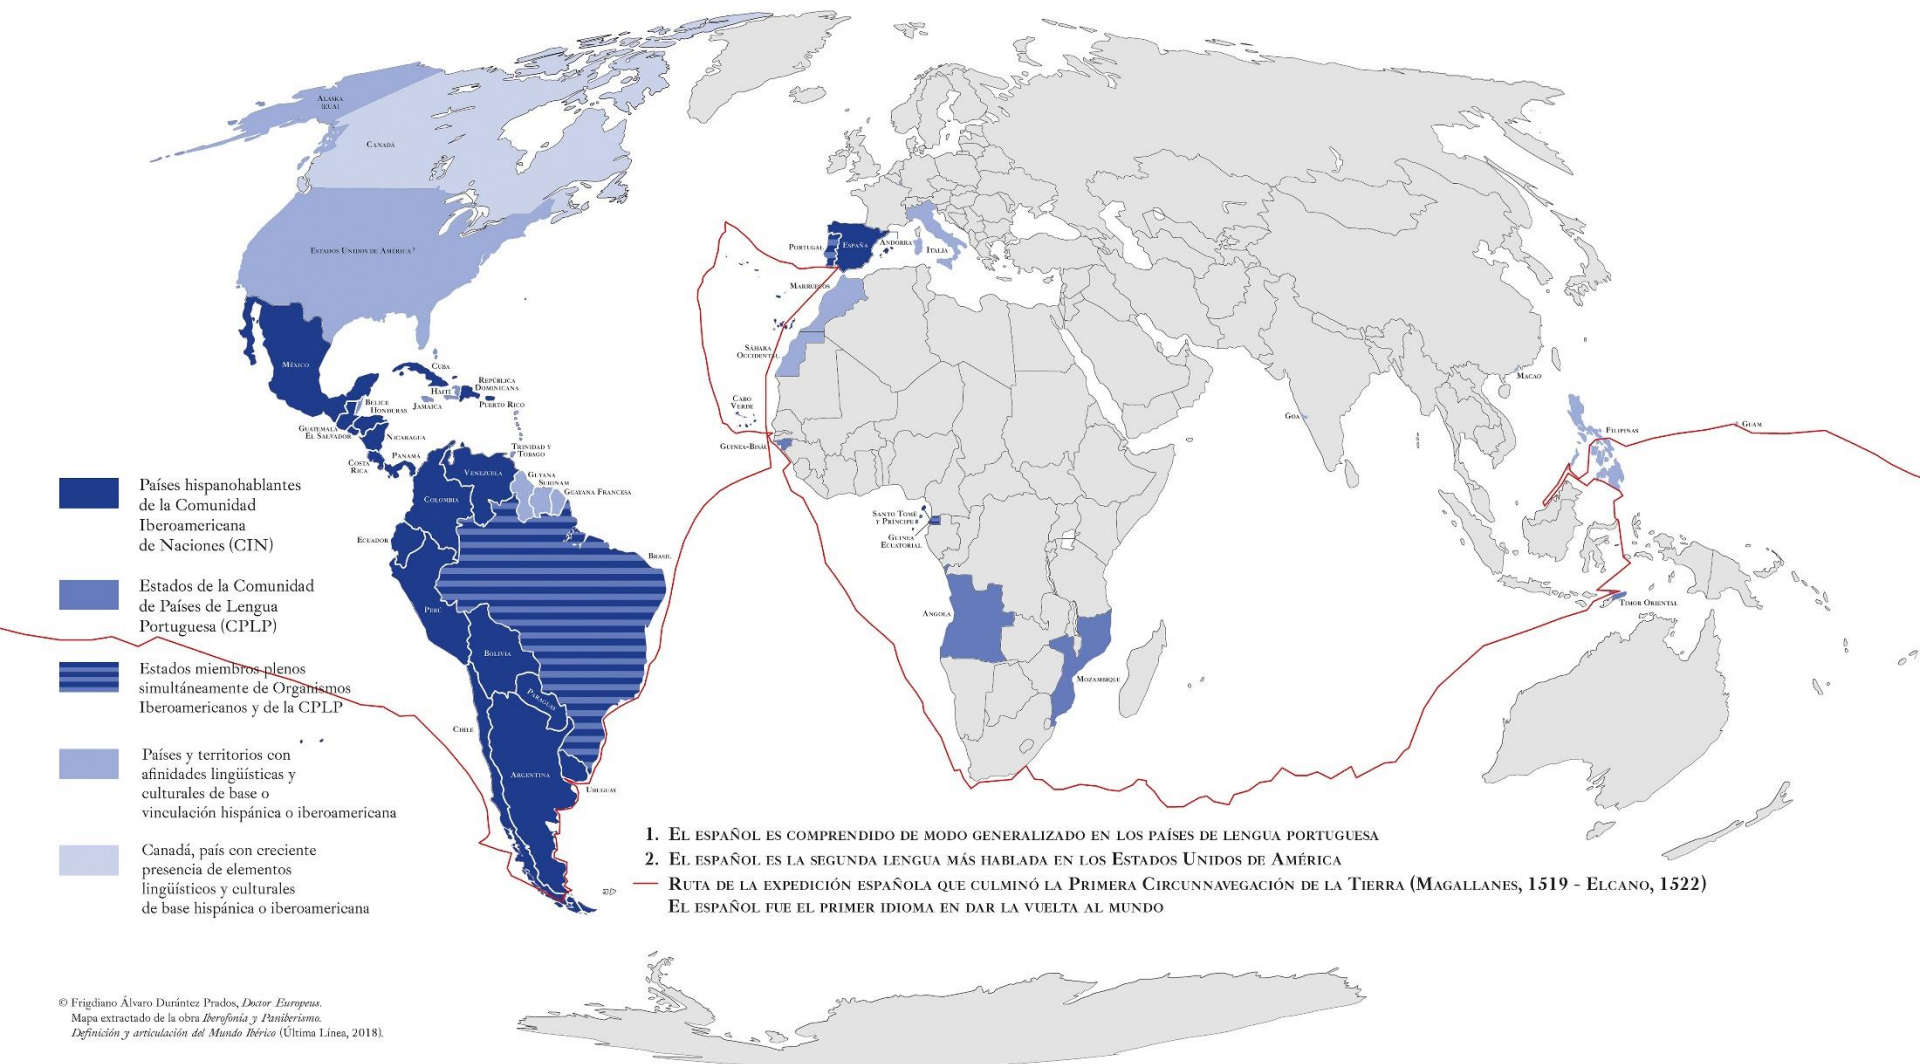 Alaska
(EUA)
Canadá
Estados Unidos de América ²
México
Cuba
República
Dominicana
Haití
Puerto Rico
Jamaica
Belice
Honduras
Guatemala
El Salvador
Nicaragua
Costa
Rica
Panamá
Trinidad y
Tobago
Venezuela
Guyana
Surinam
Guayana Francesa
Colombia
Ecuador
Brasil
Perú
Bolivia
Paraguay
Chile
Argentina
Uruguay
Portugal
España
Andorra
Italia
Marruecos
Sáhara
Occidental
Cabo
Verde
Guinea-Bisáu
Santo Tomé
y Príncipe
Guinea
Ecuatorial
Angola
Mozambique
Goa
Macao
Filipinas
Guam
Timor Oriental
Países hispanohablantes
de la Comunidad
Iberoamericana
de Naciones (CIN)
Estados de la Comunidad
de Países de Lengua
Portuguesa (CPLP)
Estados miembros plenos
simultáneamente de Organismos
Iberoamericanos y de la CPLP
Países y territorios con
afinidades lingüísticas y
culturales de base o
vinculación hispánica o iberoamericana
Canadá, país con creciente
presencia de elementos
lingüísticos y culturales
de base hispánica o iberoamericana
1. El español es comprendido de modo generalizado en los países de lengua portuguesa
2. El español es la segunda lengua más hablada en los Estados Unidos de América
Ruta de la expedición española que culminó la Primera Circunnavegación de la Tierra (Magallanes, 1519 - Elcano, 1522)
El español fue el primer idioma en dar la vuelta al mundo
© Frigdiano Álvaro Durántez Prados, Doctor Europeus.
Mapa extractado de la obra Iberofonía y Paniberismo.
Definición y articulación del Mundo Ibérico (Última Línea, 2018).